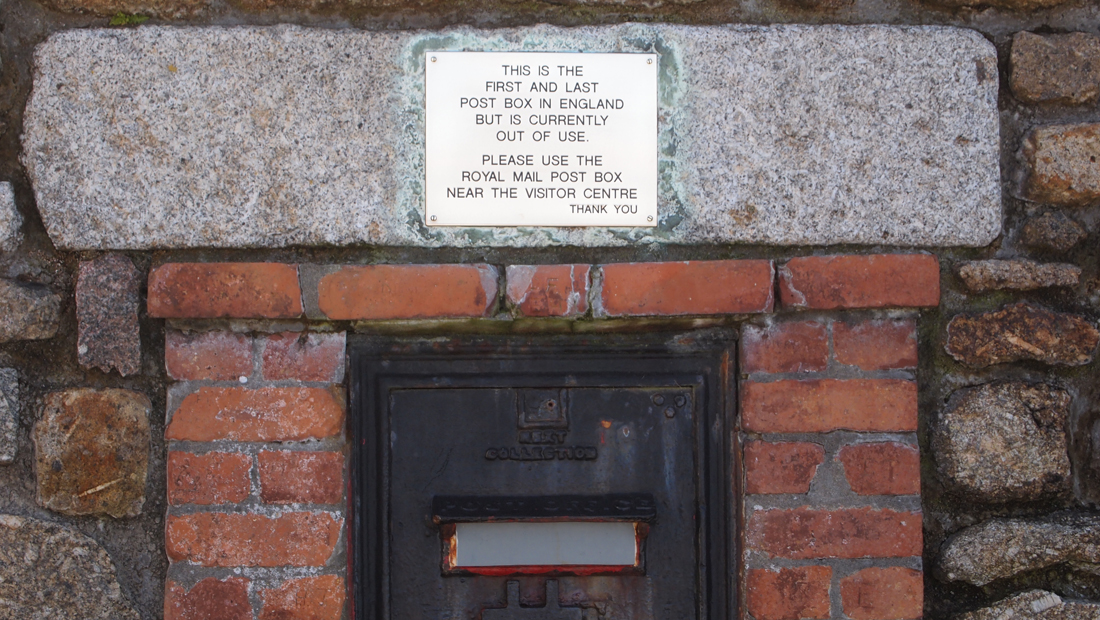 THIS IS THE
FIRST AND LAST
POST BOX IN ENGLAND
BUT IS CURRENTLY
OUT OF USE.
PLEASE USE THE
ROYAL MAIL POST BOX
NEAR THE VISITOR CENTRE
THANK YOU
NEXT
COLLECTION